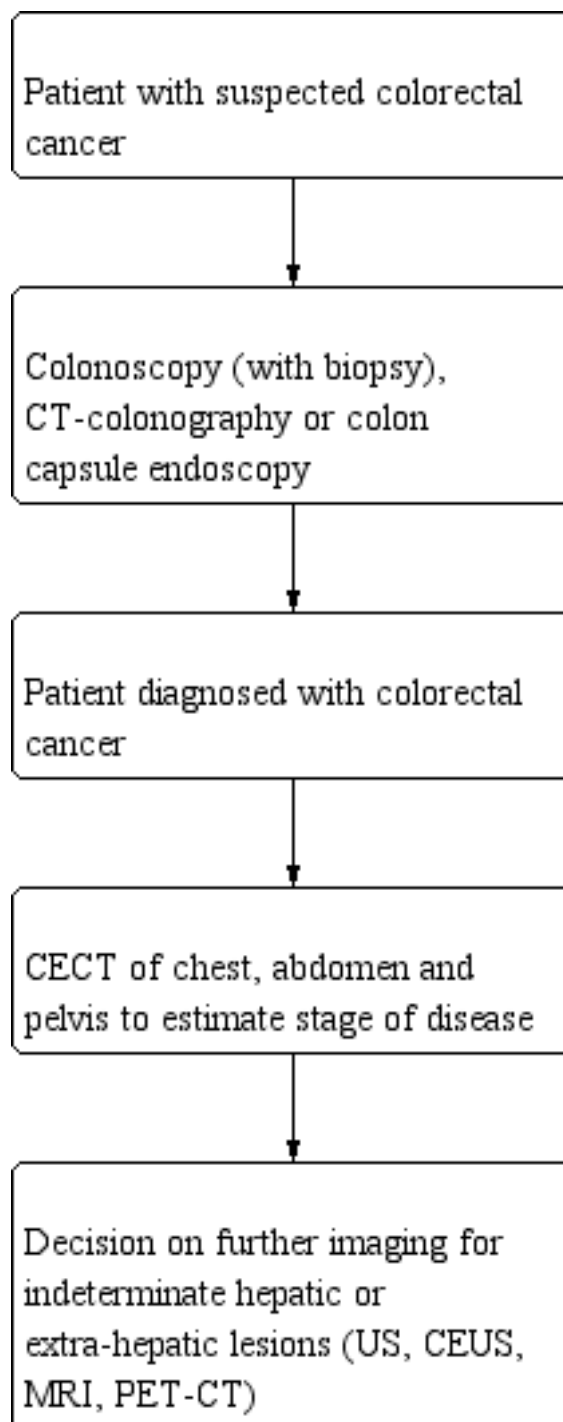 Patient with suspected colorectal
cancer
Colonoscopy (with biopsy),
CT-colonography or colon
capsule endoscopy
Patient diagnosed with colorectal
cancer
CECT of chest, abdomen and
pelvis to estimate stage of disease
Decision on further imaging for
indeterminate hepatic or
extra-hepatic lesions (US, CEUS,
MRI, PET-CT)